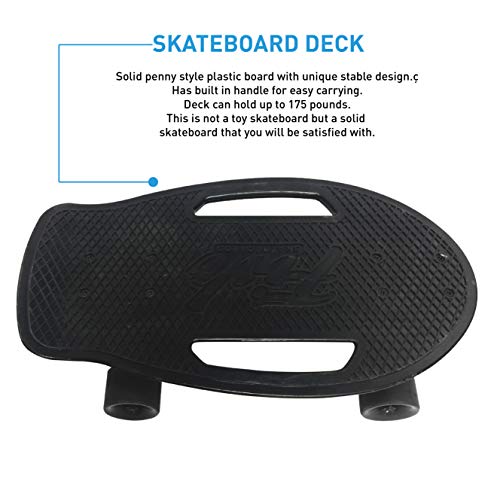 SKATEBOARD DECK
Solid penny style plastic board with unique stable design.ç
Has built in handle for easy carrying.
Deck can hold up to 175 pounds.
This is not a toy skateboard but a solid
skateboard that you will be satisfied with.